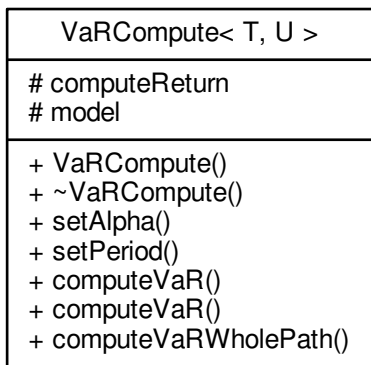 VaRCompute< T, U >
# computeReturn
# model
+ VaRCompute()
+ ~VaRCompute()
+ setAlpha()
+ setPeriod()
+ computeVaR()
+ computeVaR()
+ computeVaRWholePath()